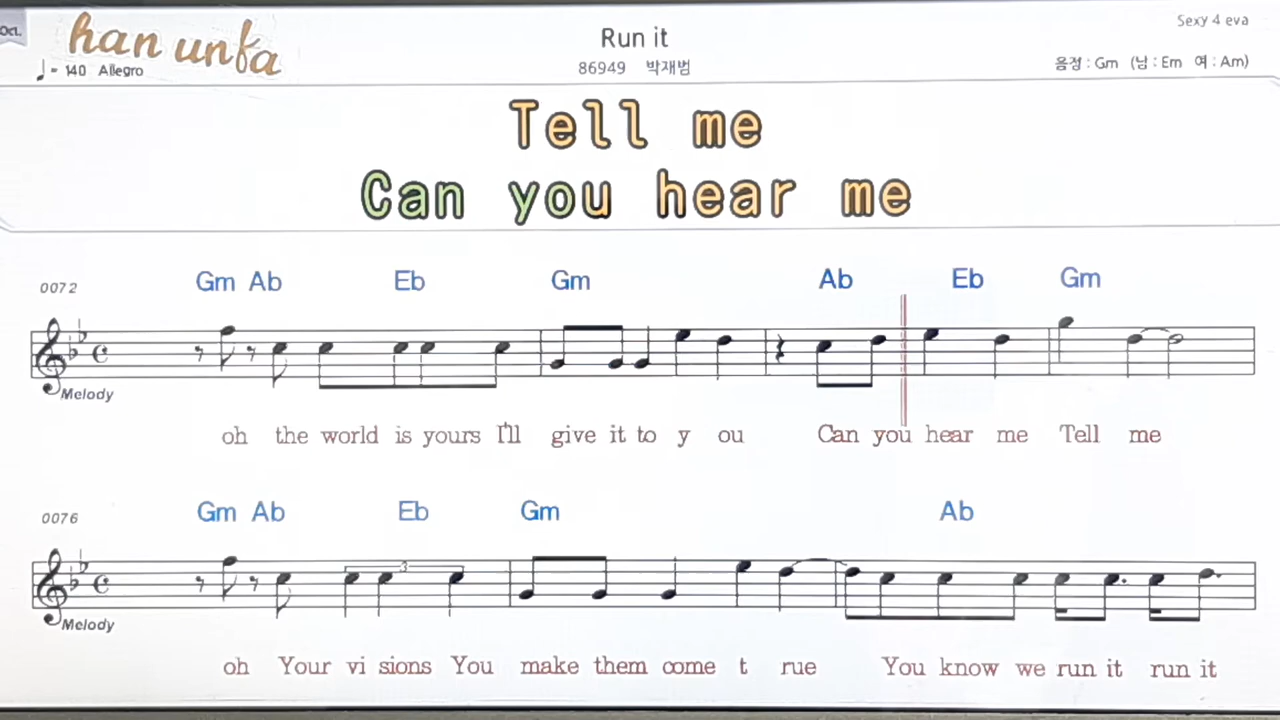 Oct.
han unfa
Run it
Sexy 4 eva
♩ = 140 Allegro
86949 박재범
음정 : Gm (남 : Em 여 : Am)
Tell me
Can you hear me
0072
Gm Ab Eb Gm Ab Eb Gm
Melody
oh the world is yours I'll give it to y ou Can you hear me Tell me
0076
Gm Ab Eb Gm Ab
3
Melody
oh Your vi sions You make them come t rue You know we run it run it